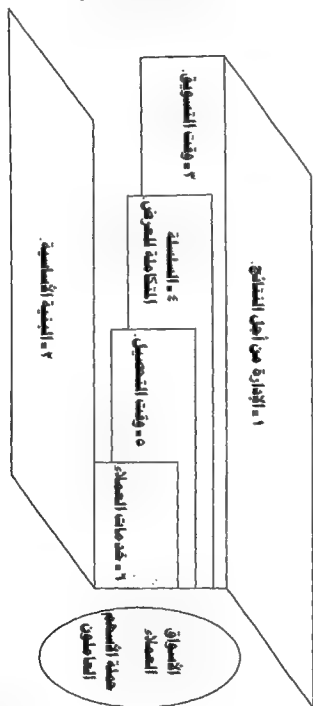 ١ - الإدارة من أجل النتائج.
٣ - وقت التسويق.
٤ - السلسلة
المتكاملة للعرض.
٥ - وقت التحصيل.
٦ - خدمات العملاء
٢ - البنية الأساسية.
الأسواق
العملاء
حملة الأسهم
العاملون